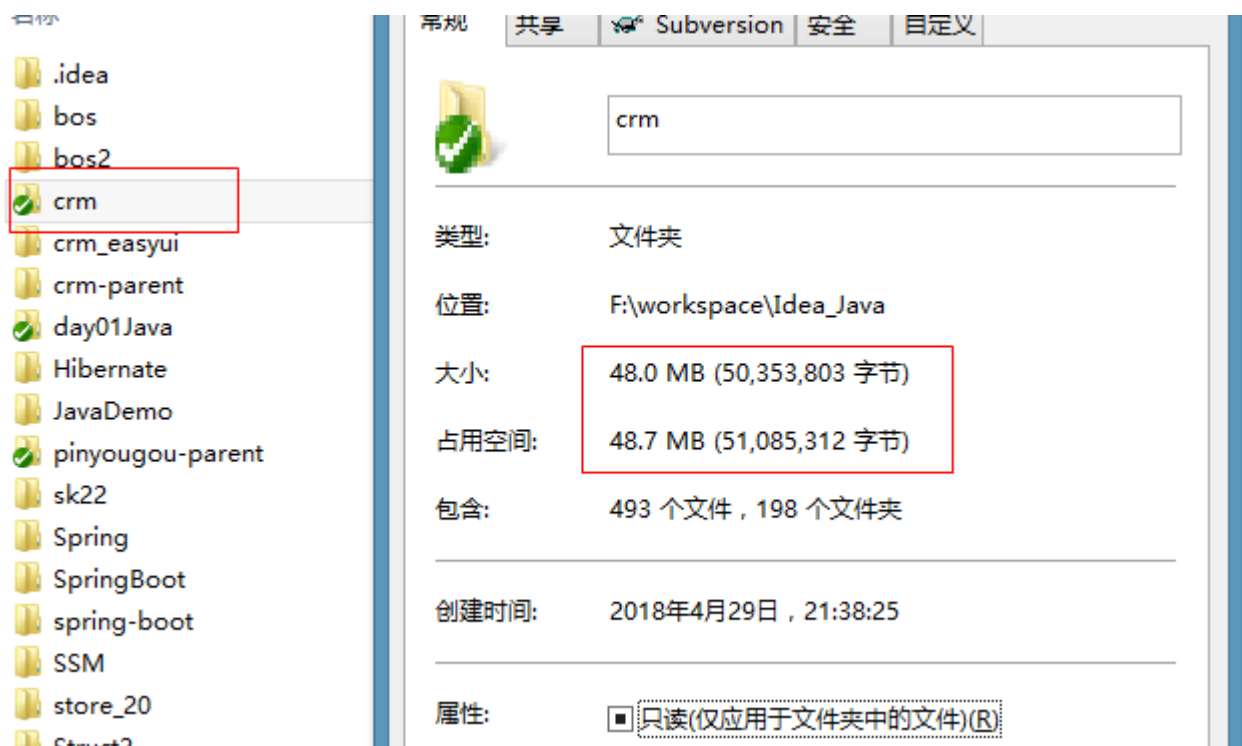 名称
.idea
bos
bos2
crm
crm_easyui
crm-parent
day01Java
Hibernate
JavaDemo
pinyougou-parent
sk22
Spring
SpringBoot
spring-boot
SSM
store_20
常规 共享 Subversion 安全 自定义
crm
类型: 文件夹
位置: F:\workspace\Idea_Java
大小: 48.0 MB (50,353,803 字节)
占用空间: 48.7 MB (51,085,312 字节)
包含: 493 个文件，198 个文件夹
创建时间: 2018年4月29日，21:38:25
属性: 只读(仅应用于文件夹中的文件)(R)